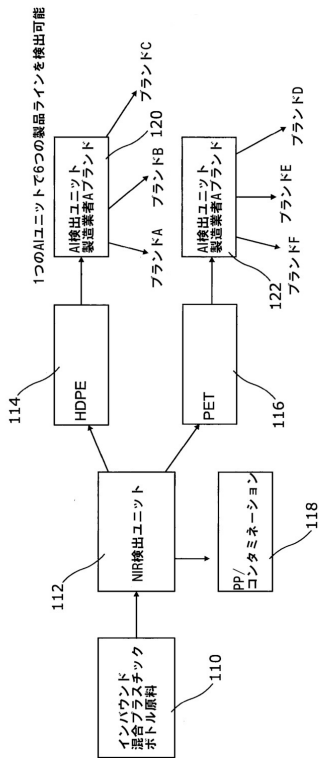 インバウンド
混合プラスチック
ボトル原料
110
NIR検出ユニット
112
HDPE
114
PET
116
PP/
コンタミネーション
118
1つのAIユニットで6つの製品ラインを検出可能
AI検出ユニット
製造業者Aブランド
120
ブランドA
ブランドB
ブランドC
AI検出ユニット
製造業者Aブランド
122
ブランドF
ブランドE
ブランドD